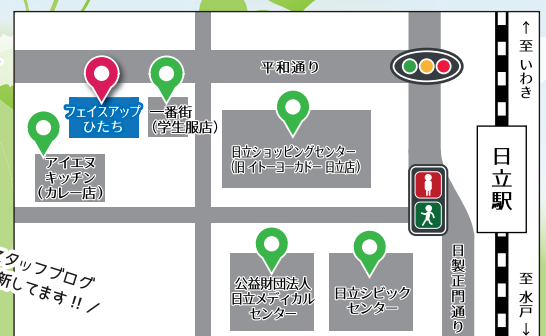 ↑至 いわき
平和通り
フェイスアップ
ひたち
一番街
(学生服店)
アイエヌ
キッチン
(カレー店)
日立ショッピングセンター
(旧 イトーヨーカドー 日立店)
日立駅
公益財団法人
日立メディカル
センター
日立シビック
センター
日製正門通り
至 水戸↓
スタッフブログ
新してます!! /